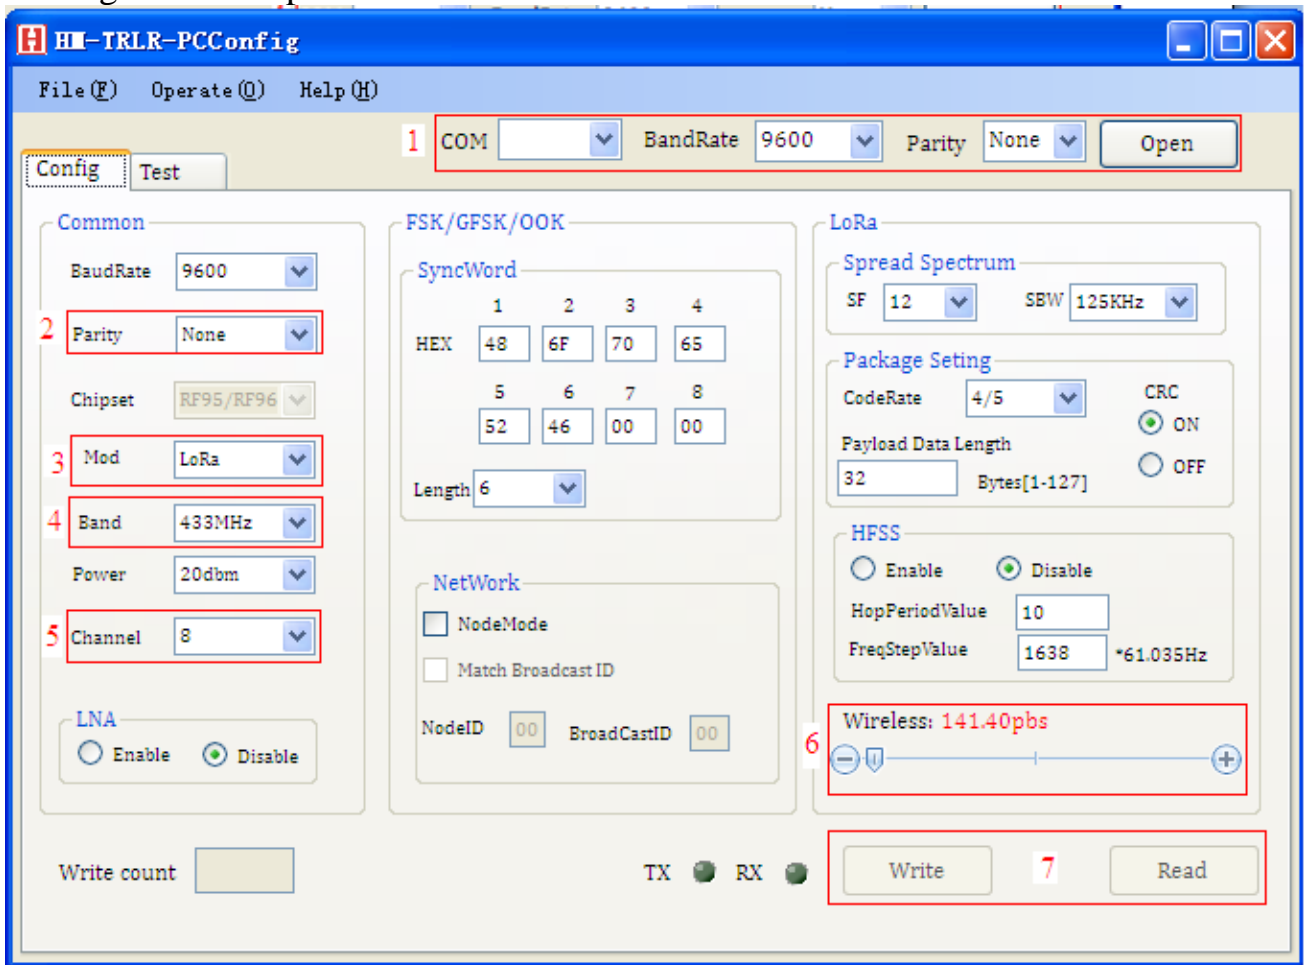 HM-TRLR-PCConfig
File(F) Operate(O) Help(H)
1 COM BandRate 9600 Parity None Open
Config Test
Common
BaudRate 9600
2 Parity None
Chipset RF95/RF96
3 Mod LoRa
4 Band 433MHz
Power 20dbm
5 Channel 8
LNA
Enable Disable
FSK/GFSK/OOK
SyncWord
1 2 3 4
HEX 48 6F 70 65
5 6 7 8
52 46 00 00
Length 6
NetWork
NodeMode
Match Broadcast ID
NodeID 00 BroadCastID 00
LoRa
Spread Spectrum
SF 12 SBW 125KHz
Package Seting
CodeRate 4/5 CRC
ON
Payload Data Length
OFF
32 Bytes[1-127]
HFSS
Enable Disable
HopPeriodValue 10
FreqStepValue 1638 *61.035Hz
6 Wireless: 141.40pbs
Write count TX RX Write 7 Read